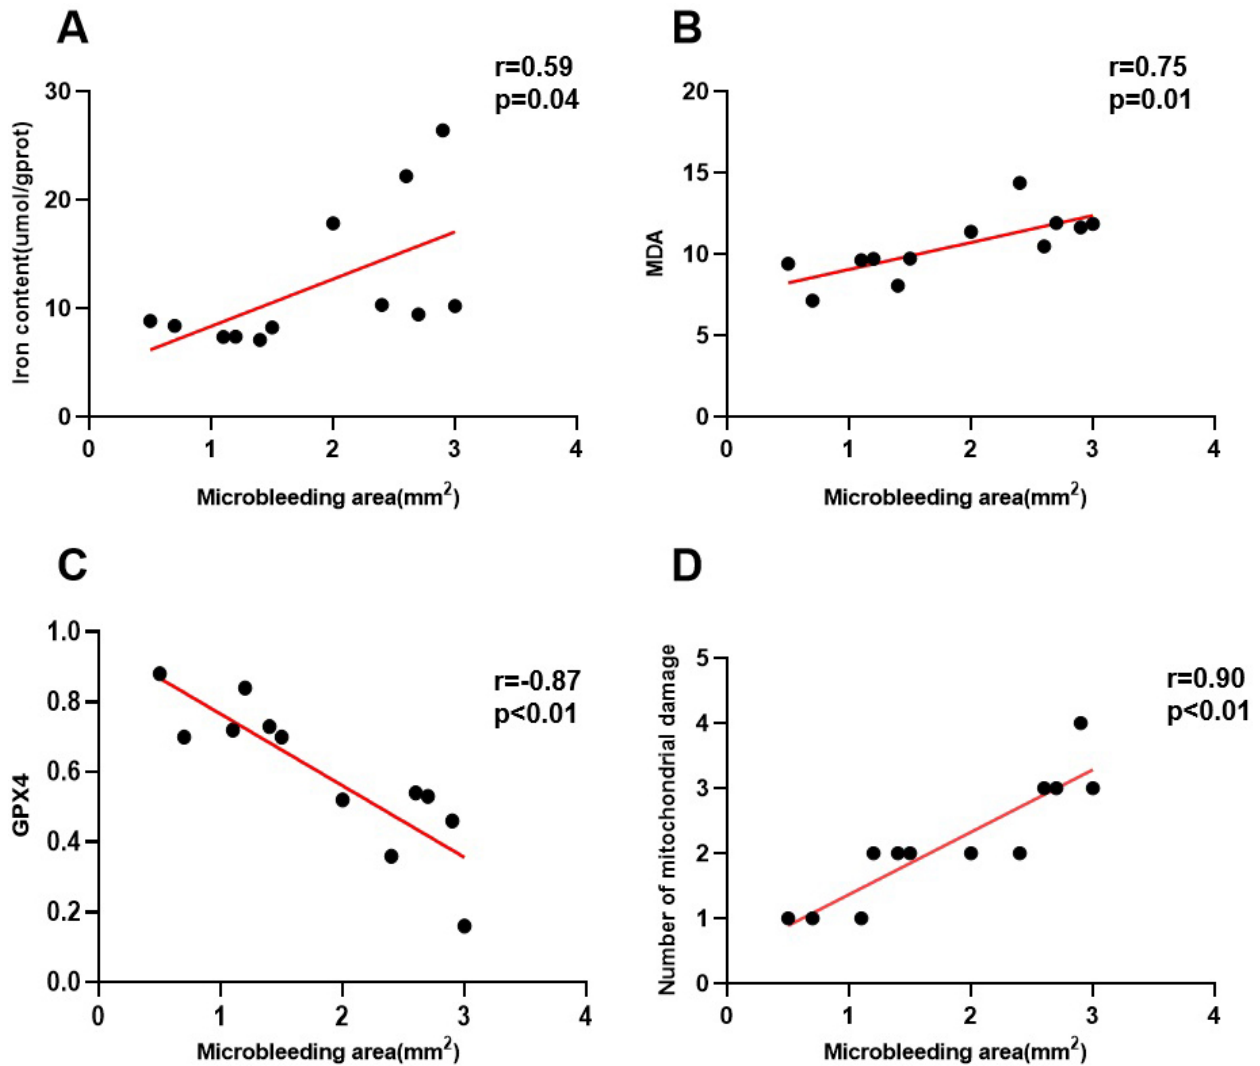 A
r=0.59
p=0.04
30
20
10
0
Iron content(umol/gprot)
0 1 2 3 4
Microbleeding area(mm²)
B
r=0.75
p=0.01
20
15
10
5
0
MDA
0 1 2 3 4
Microbleeding area(mm²)
C
r=-0.87
p<0.01
1.0
0.8
0.6
0.4
0.2
0.0
GPX4
0 1 2 3 4
Microbleeding area(mm²)
D
r=0.90
p<0.01
5
4
3
2
1
0
Number of mitochondrial damage
0 1 2 3 4
Microbleeding area(mm²)